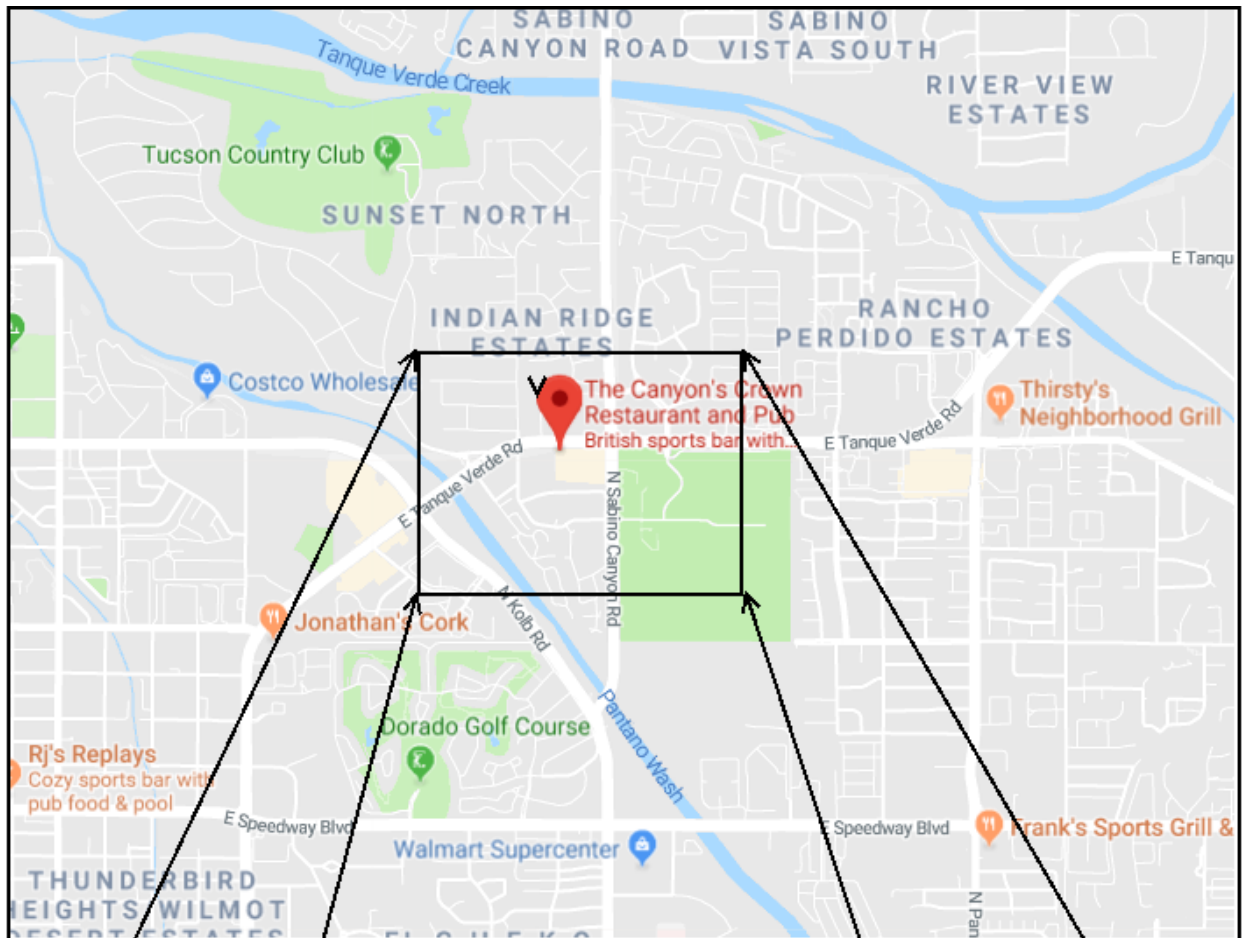 SABINO
CANYON ROAD
SABINO
VISTA SOUTH
Tanque Verde Creek
RIVER VIEW
ESTATES
Tucson Country Club
SUNSET NORTH
E Tanqu
INDIAN RIDGE
ESTATES
RANCHO
PERDIDO ESTATES
Costco Wholesale
The Canyon's Crown
Restaurant and Pub
British sports bar with...
Thirsty's
Neighborhood Grill
E Tanque Verde Rd
E Tanque Verde Rd
N Sabino Canyon Rd
N Kolb Rd
Jonathan's Cork
Pantano Wash
Dorado Golf Course
Rj's Replays
Cozy sports bar with
pub food & pool
E Speedway Blvd
E Speedway Blvd
Frank's Sports Grill &
Walmart Supercenter
THUNDERBIRD
HEIGHTS WILMOT
DESERT ESTATES
N Pan